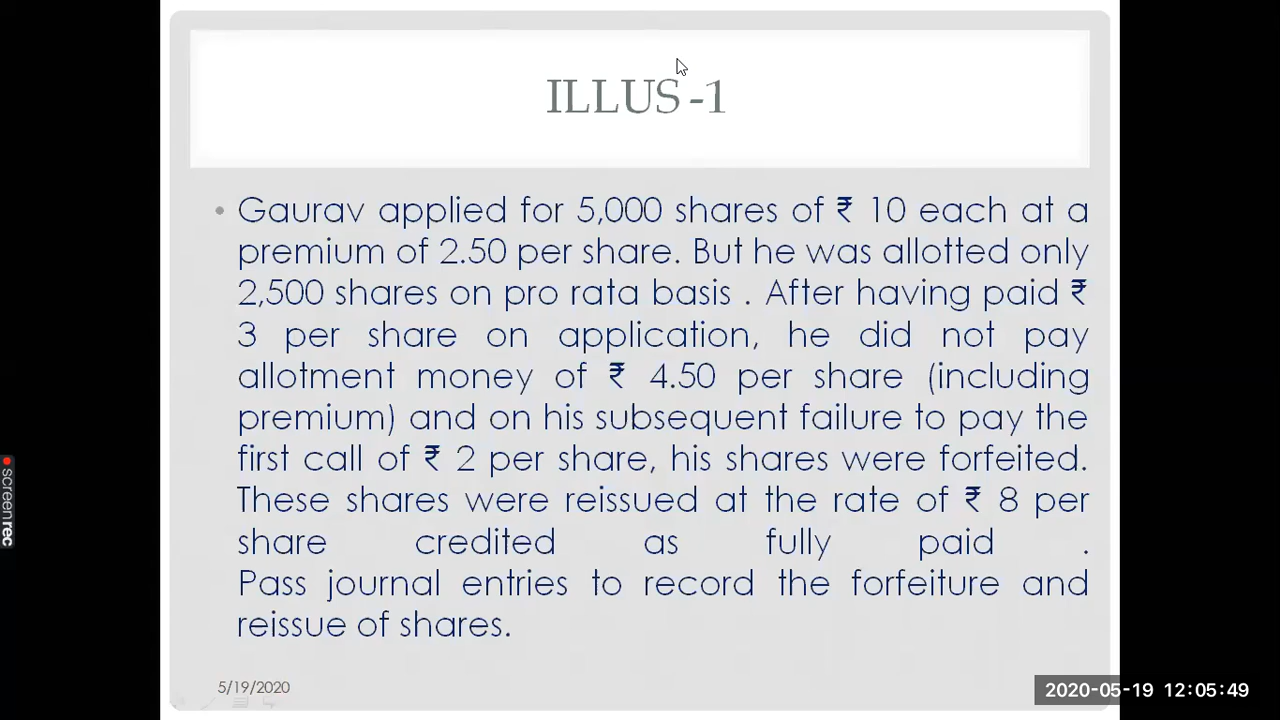 ILLUS-1
• Gaurav applied for 5,000 shares of ₹ 10 each at a
premium of 2.50 per share. But he was allotted only
2,500 shares on pro rata basis . After having paid ₹
3 per share on application, he did not pay
allotment money of ₹ 4.50 per share (including
premium) and on his subsequent failure to pay the
first call of ₹ 2 per share, his shares were forfeited.
These shares were reissued at the rate of ₹ 8 per
share credited as fully paid .
Pass journal entries to record the forfeiture and
reissue of shares.
5/19/2020
2020-05-19 12:05:49
screenrec